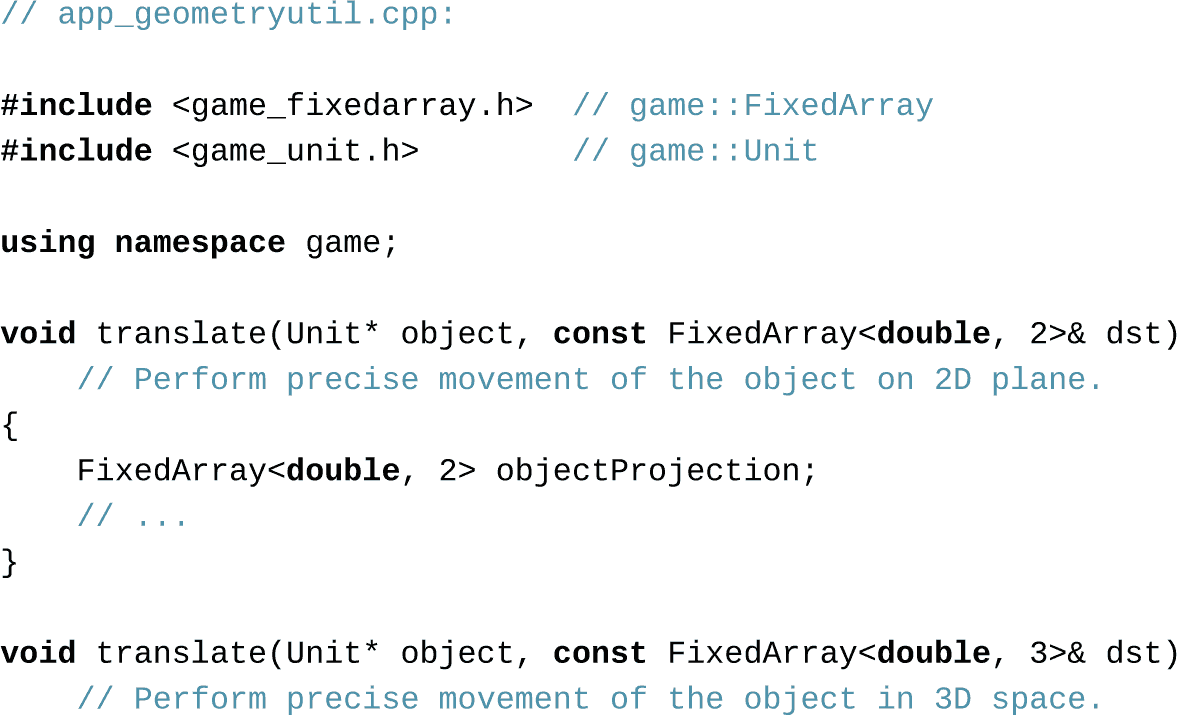 // app_geometryutil.cpp:
#include <game_fixedarray.h>  // game::FixedArray
#include <game_unit.h>        // game::Unit
using namespace game;
void translate(Unit* object, const FixedArray<double, 2>& dst)
    // Perform precise movement of the object on 2D plane.
{
    FixedArray<double, 2> objectProjection;
    // ...
}
void translate(Unit* object, const FixedArray<double, 3>& dst)
    // Perform precise movement of the object in 3D space.